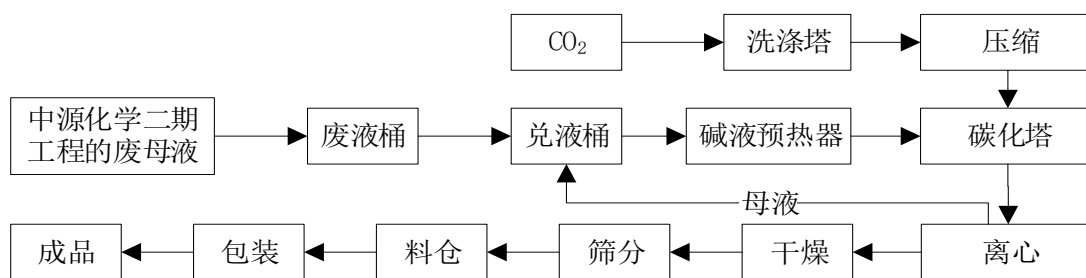 CO₂
洗涤塔
压缩
中源化学二期
工程的废母液
废液桶
兑液桶
碱液预热器
碳化塔
母液
成品
包装
料仓
筛分
干燥
离心